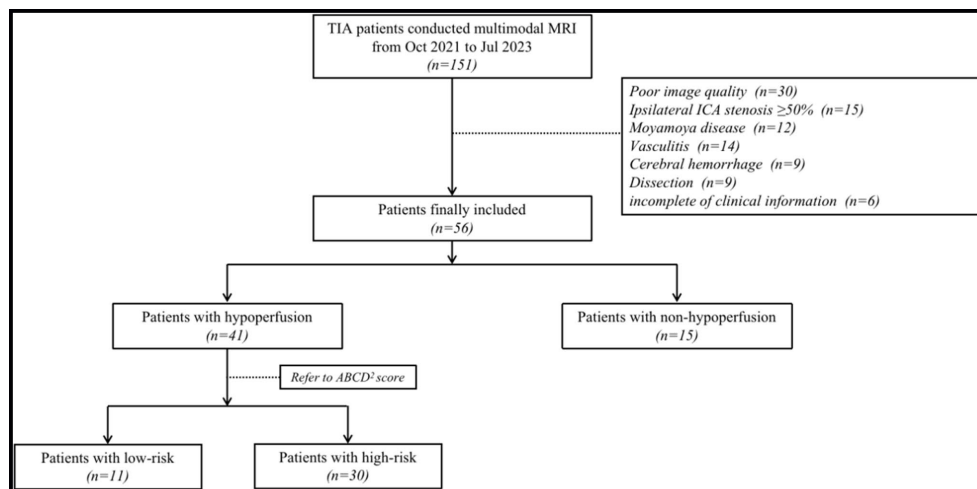 TIA patients conducted multimodal MRI
from Oct 2021 to Jul 2023
(n=151)
Poor image quality (n=30)
Ipsilateral ICA stenosis ≥50% (n=15)
Moyamoya disease (n=12)
Vasculitis (n=14)
Cerebral hemorrhage (n=9)
Dissection (n=9)
incomplete of clinical information (n=6)
Patients finally included
(n=56)
Patients with hypoperfusion
(n=41)
Patients with non-hypoperfusion
(n=15)
Refer to ABCD² score
Patients with low-risk
(n=11)
Patients with high-risk
(n=30)